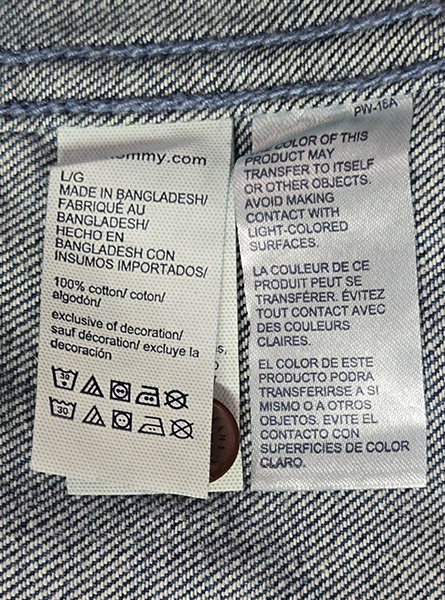 ommy.com
L/G
MADE IN BANGLADESH/
FABRIQUÉ AU
BANGLADESH/
HECHO EN
BANGLADESH CON
INSUMOS IMPORTADOS/
100% cotton/ coton/
algodón/
exclusive of decoration/
sauf décoration/ excluye la
decoración
30
30
PW-16A
COLOR OF THIS
PRODUCT MAY
TRANSFER TO ITSELF
OR OTHER OBJECTS.
AVOID MAKING
CONTACT WITH
LIGHT-COLORED
SURFACES.
LA COULEUR DE CE
PRODUIT PEUT SE
TRANSFÉRER. ÉVITEZ
TOUT CONTACT AVEC
DES COULEURS
CLAIRES.
EL COLOR DE ESTE
PRODUCTO PODRA
TRANSFERIRSE A SI
MISMO O A OTROS
OBJETOS. EVITE EL
CONTACTO CON
SUPERFICIES DE COLOR
CLARO.